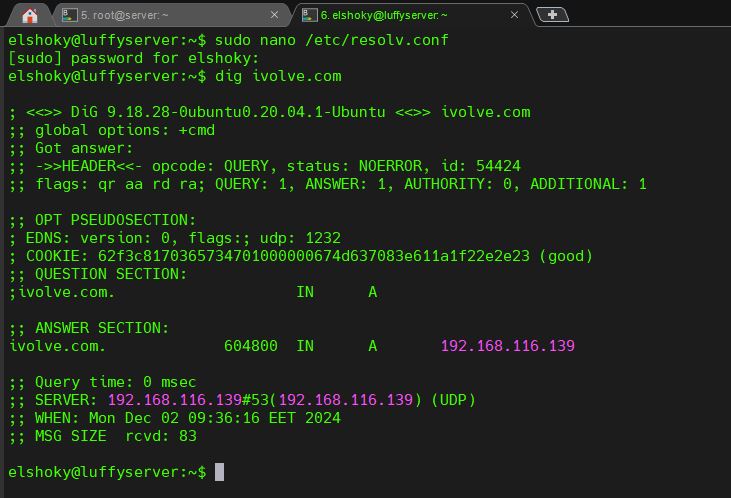 5. root@server: ~
6. elshoky@luffyserver: ~
elshoky@luffyserver:~$ sudo nano /etc/resolv.conf
[sudo] password for elshoky:
elshoky@luffyserver:~$ dig ivolve.com
; <<>> DiG 9.18.28-0ubuntu0.20.04.1-Ubuntu <<>> ivolve.com
;; global options: +cmd
;; Got answer:
;; ->>HEADER<<- opcode: QUERY, status: NOERROR, id: 54424
;; flags: qr aa rd ra; QUERY: 1, ANSWER: 1, AUTHORITY: 0, ADDITIONAL: 1
;; OPT PSEUDOSECTION:
; EDNS: version: 0, flags:; udp: 1232
; COOKIE: 62f3c8170365734701000000674d637083e611a1f22e2e23 (good)
;; QUESTION SECTION:
;ivolve.com. IN A
;; ANSWER SECTION:
ivolve.com. 604800 IN A 192.168.116.139
;; Query time: 0 msec
;; SERVER: 192.168.116.139#53(192.168.116.139) (UDP)
;; WHEN: Mon Dec 02 09:36:16 EET 2024
;; MSG SIZE rcvd: 83
elshoky@luffyserver:~$